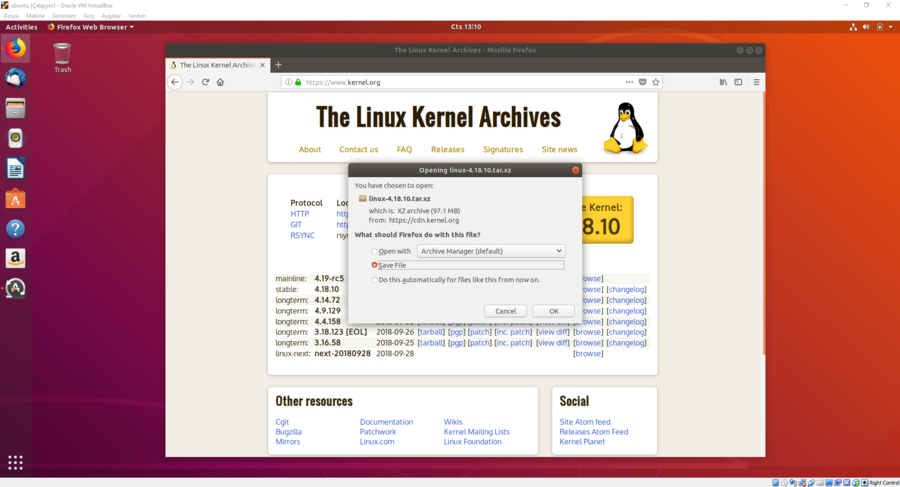 ubuntu [Çalışıyor] - Oracle VM VirtualBox
Dosya Makine Görünüm Giriş Aygıtlar Yardım
Activities Firefox Web Browser Cts 13:10
Trash
The Linux Kernel Archives - Mozilla Firefox
The Linux Kernel Archive
https://www.kernel.org
The Linux Kernel Archives
About Contact us FAQ Releases Signatures Site news
Protocol Loc
HTTP http
GIT http
RSYNC rsyn
e Kernel:
8.10
Opening linux-4.18.10.tar.xz
You have chosen to open:
linux-4.18.10.tar.xz
which is: XZ archive (97.1 MB)
from: https://cdn.kernel.org
What should Firefox do with this file?
Open with Archive Manager (default)
Save File
Do this automatically for files like this from now on.
Cancel OK
mainline: 4.19-rc5 rowse]
stable: 4.18.10 rowse] [changelog]
longterm: 4.14.72 rowse] [changelog]
longterm: 4.9.129 rowse] [changelog]
longterm: 4.4.158 [changelog]
longterm: 3.18.123 [EOL] 2018-09-26 [tarball] [pgp] [patch] [inc. patch] [view diff] [browse] [changelog]
longterm: 3.16.58 2018-09-25 [tarball] [pgp] [patch] [inc. patch] [view diff] [browse] [changelog]
linux-next: next-20180928 2018-09-28 [browse]
Other resources
Cgit Documentation Wikis
Bugzilla Patchwork Kernel Mailing Lists
Mirrors Linux.com Linux Foundation
Social
Site Atom feed
Releases Atom Feed
Kernel Planet
Right Control